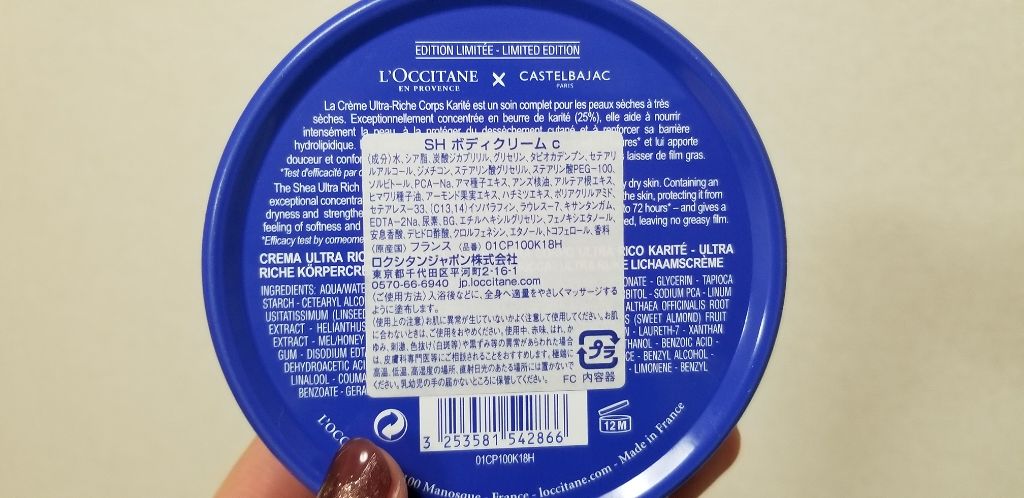 EDITION LIMITÉE - LIMITED EDITION
L'OCCITANE X CASTELBAJAC
EN PROVENCE PARIS
La Crème Ultra-Riche Corps Karité est un soin complet pour les peaux sèches à très
sèches. Exceptionnellement concentrée en beurre de karité (25%), elle aide à nourrir
intensément la peau, à la protéger du dessèchement cutané et à renforcer sa barrière
hydrolipidique. et lui apporte
douceur et laisser de film gras.
*Test d'efficacité par
The Shea Ultra Rich dry skin. Containing an
exceptional the skin, protecting it from
dryness and to 72 hours* – and gives a
feeling of softness and leaving no greasy film.
*Efficacy test by
CREMA ULTRA RICO KARITÉ - ULTRA
RICHE LICHAAMSCRÈME
INGREDIENTS: GLYCERIN - TAPIOCA
STARCH - CETEARYL SODIUM PCA - LINUM
USITATISSIMUM ALTHAEA OFFICINALIS ROOT
EXTRACT - (SWEET ALMOND) FRUIT
EXTRACT - MEL/HONEY - LAURETH-7 - XANTHAN
GUM - DISODIUM - BENZOIC ACID -
DEHYDROACETIC - BENZYL ALCOHOL -
LINALOOL - - LIMONENE - BENZYL
BENZOATE -
SH ボディクリーム c
〈成分〉水、シア脂、炭酸ジカプリリル、グリセリン、タピオカデンプン、セテアリ
ルアルコール、ジメチコン、ステアリン酸グリセリル、ステアリン酸PEG-100、
ソルビトール、PCA-Na、アマ種子エキス、アンズ核油、アルテア根エキス、
ヒマワリ種子油、アーモンド果実エキス、ハチミツエキス、ポリアクリルアミド、
セテアレス-33、(C13,14)イソパラフィン、ラウレス-7、キサンタンガム、
EDTA-2Na、尿素、BG、エチルヘキシルグリセリン、フェノキシエタノール、
安息香酸、デヒドロ酢酸、クロルフェネシン、エタノール、トコフェロール、香料
〈原産国〉フランス 〈品番〉01CP100K18H
ロクシタンジャポン株式会社
東京都千代田区平河町2-16-1
0570-66-6940 jp.loccitane.com
〈ご使用方法〉入浴後などに、全身へ適量をやさしくマッサージする
ように塗布します。
〈使用上の注意〉お肌に異常が生じていないかよく注意して使用してください。お肌
に合わないときは、ご使用をおやめください。使用中、赤味、はれ、か
ゆみ、刺激、色抜け(白斑等)や黒ずみ等の異常があらわれた場合
は、皮膚科専門医等にご相談されることをおすすめします。極端に
高温、低温、高湿度の場所、直射日光のあたる場所には置かないで
ください。乳幼児の手の届かないところに保管してください。
プラ
FC 内容器
3 253581 542866
12 M
01CP100K18H
Manosque - France - loccitane.com - Made in France